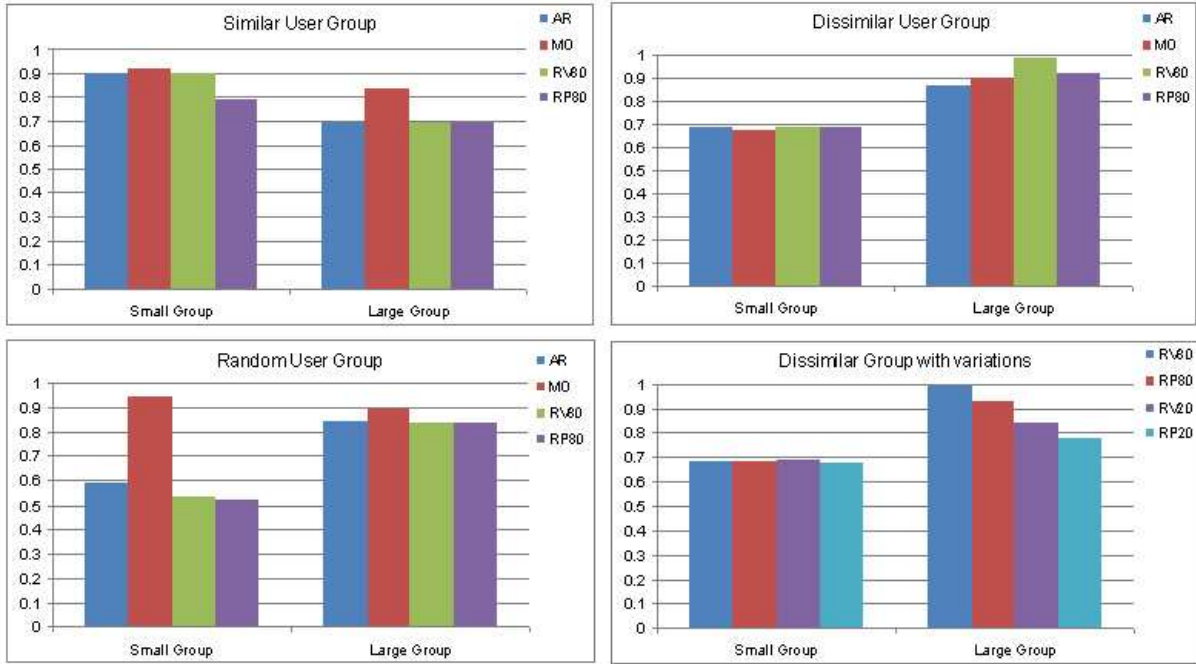 Similar User Group
AR
MO
RV80
RP80
1
0.9
0.8
0.7
0.6
0.5
0.4
0.3
0.2
0.1
0
Small Group
Large Group
Dissimilar User Group
AR
MO
RV80
RP80
1
0.9
0.8
0.7
0.6
0.5
0.4
0.3
0.2
0.1
0
Small Group
Large Group
Random User Group
AR
MO
RV80
RP80
1
0.9
0.8
0.7
0.6
0.5
0.4
0.3
0.2
0.1
0
Small Group
Large Group
Dissimilar Group with variations
RV80
RP80
RV20
RP20
1
0.9
0.8
0.7
0.6
0.5
0.4
0.3
0.2
0.1
0
Small Group
Large Group